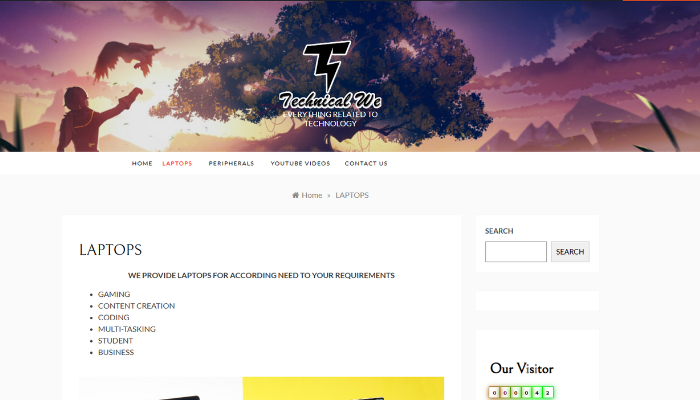 Technical We
EVERYTHING RELATED TO
TECHNOLOGY
HOME LAPTOPS PERIPHERALS YOUTUBE VIDEOS CONTACT US
Home » LAPTOPS
LAPTOPS
WE PROVIDE LAPTOPS FOR ACCORDING NEED TO YOUR REQUIREMENTS
• GAMING
• CONTENT CREATION
• CODING
• MULTI-TASKING
• STUDENT
• BUSINESS
SEARCH
SEARCH
Our Visitor
0 0 0 0 4 2